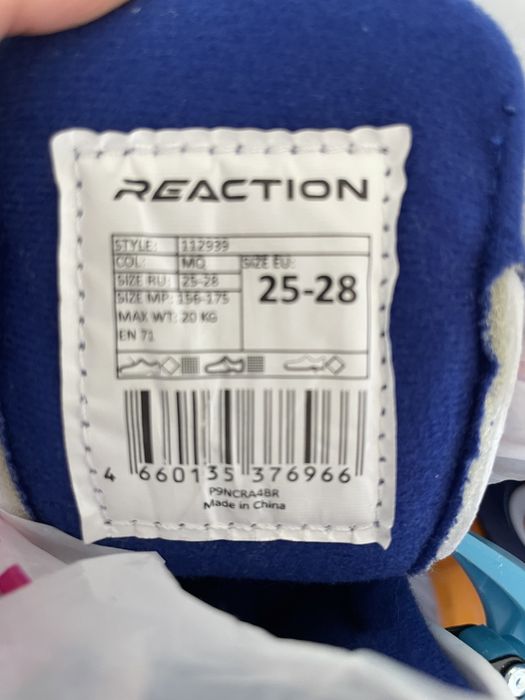 REACTION
STYLE: 112939
COL: MQ SIZE EU:
SIZE RU: 25-28 25-28
SIZE MP: 156-175
MAX WT: 20 KG
EN 71
4 660135 376966
P9NCRA4BR
Made in China